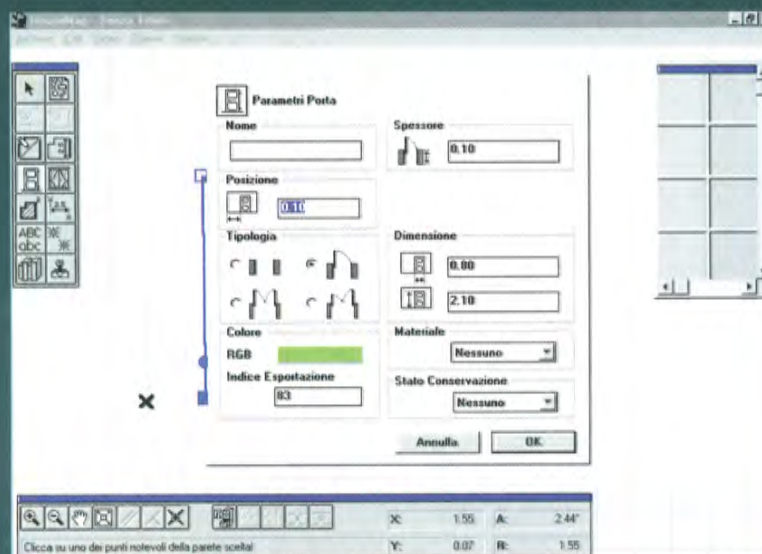 Parametri Porta
Nome
Spessore
0.10
Posizione
0.10
Tipologia
Dimensione
0.80
2.10
Colore
RGB
Materiale
Nessuno
Indice Esportazione
83
Stato Conservazione
Nessuno
Annulla
OK
ABC
abc
X: 1.55 A: 2.44°
Clicca su uno dei punti notevoli della parete scelta!
Y: 0.07 R: 1.55